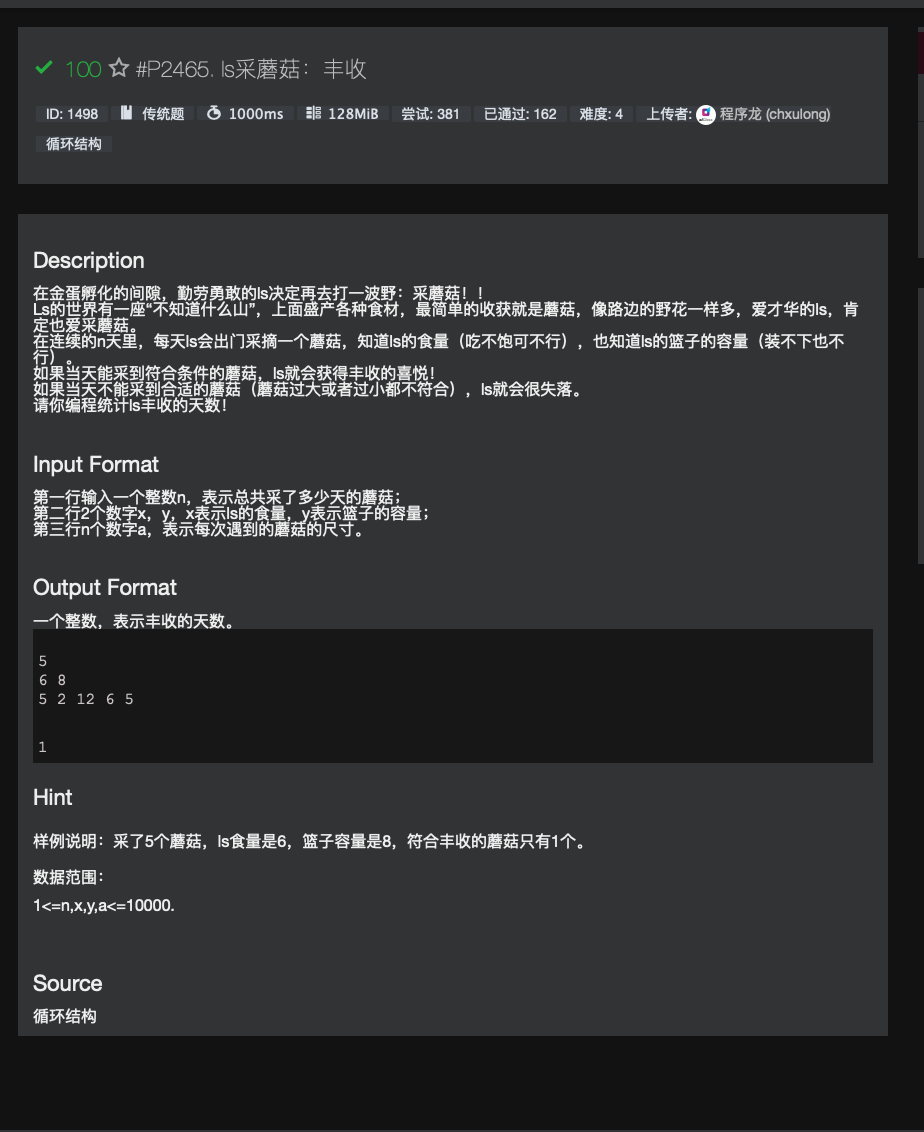 100 #P2465. ls采蘑菇：丰收
ID: 1498 传统题 1000ms 128MiB 尝试: 381 已通过: 162 难度: 4 上传者: 程序龙 (chxulong)
循环结构
Description
在金蛋孵化的间隙，勤劳勇敢的ls决定再去打一波野：采蘑菇！！
Ls的世界有一座“不知道什么山”，上面盛产各种食材，最简单的收获就是蘑菇，像路边的野花一样多，爱才华的ls，肯
定也爱采蘑菇。
在连续的n天里，每天ls会出门采摘一个蘑菇，知道ls的食量（吃不饱可不行），也知道ls的篮子的容量（装不下也不
行）。
如果当天能采到符合条件的蘑菇，ls就会获得丰收的喜悦！
如果当天不能采到合适的蘑菇（蘑菇过大或者过小都不符合），ls就会很失落。
请你编程统计ls丰收的天数！
Input Format
第一行输入一个整数n，表示总共采了多少天的蘑菇；
第二行2个数字x，y，x表示ls的食量，y表示篮子的容量；
第三行n个数字a，表示每次遇到的蘑菇的尺寸。
Output Format
一个整数，表示丰收的天数。
5
6 8
5 2 12 6 5
1
Hint
样例说明：采了5个蘑菇，ls食量是6，篮子容量是8，符合丰收的蘑菇只有1个。
数据范围：
1<=n,x,y,a<=10000.
Source
循环结构